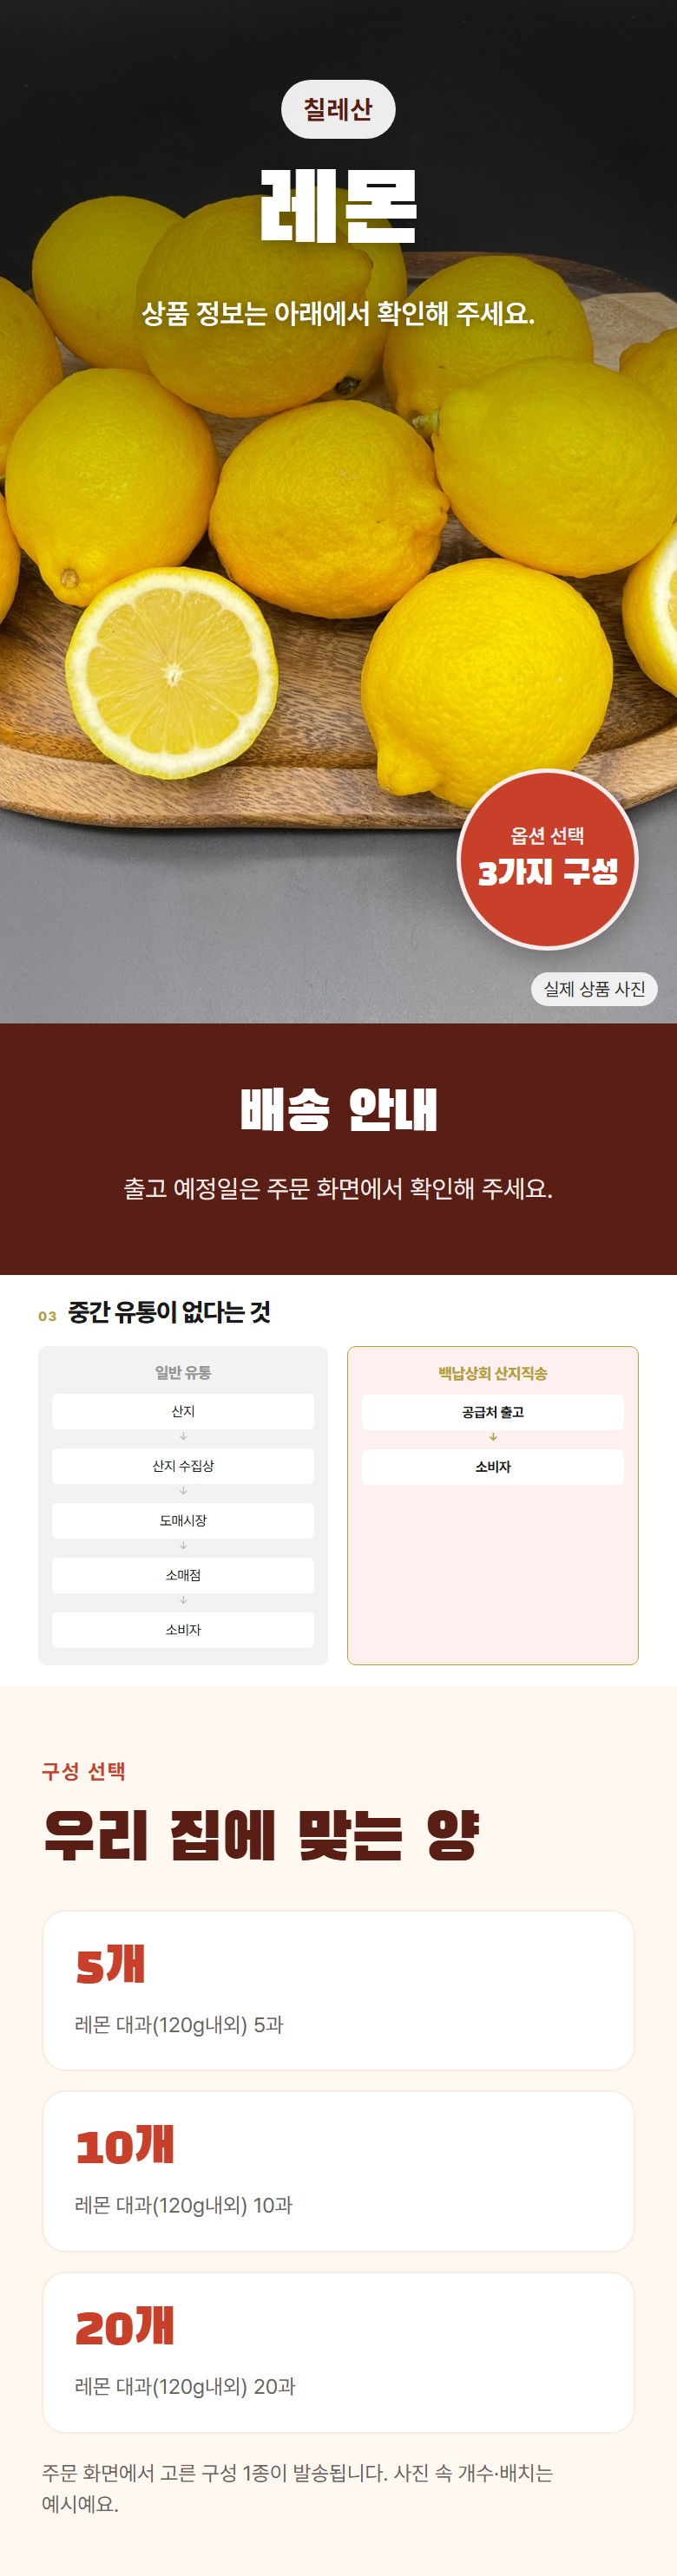 칠레산
레몬
상품 정보는 아래에서 확인해 주세요.
옵션 선택
3가지 구성
실제 상품 사진
배송 안내
출고 예정일은 주문 화면에서 확인해 주세요.
03 중간 유통이 없다는 것
일반 유통
산지
↓
산지 수집상
↓
도매시장
↓
소매점
↓
소비자
백납상회 산지직송
공급처 출고
↓
소비자
구성 선택
우리 집에 맞는 양
5개
레몬 대과(120g내외) 5과
10개
레몬 대과(120g내외) 10과
20개
레몬 대과(120g내외) 20과
주문 화면에서 고른 구성 1종이 발송됩니다. 사진 속 개수·배치는
예시예요.